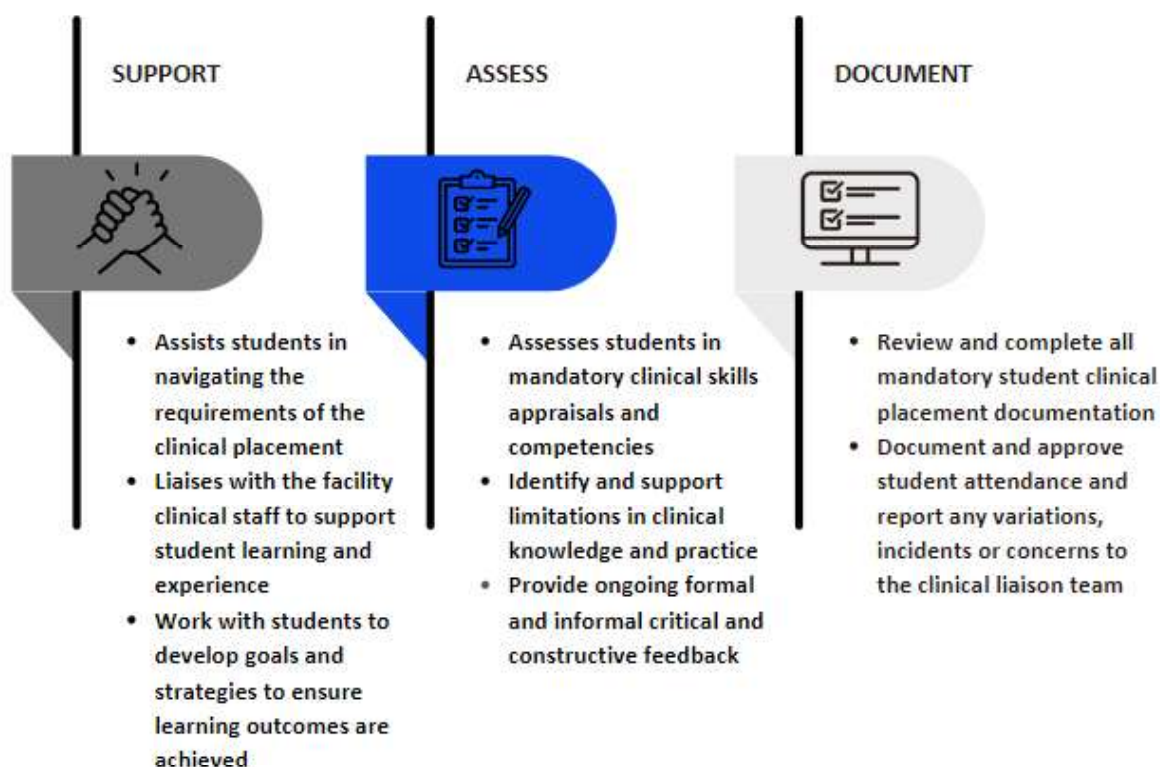 SUPPORT
• Assists students in
navigating the
requirements of the
clinical placement
• Liaises with the facility
clinical staff to support
student learning and
experience
• Work with students to
develop goals and
strategies to ensure
learning outcomes are
achieved
ASSESS
• Assesses students in
mandatory clinical skills
appraisals and
competencies
• Identify and support
limitations in clinical
knowledge and practice
• Provide ongoing formal
and informal critical and
constructive feedback
DOCUMENT
• Review and complete all
mandatory student clinical
placement documentation
• Document and approve
student attendance and
report any variations,
incidents or concerns to
the clinical liaison team